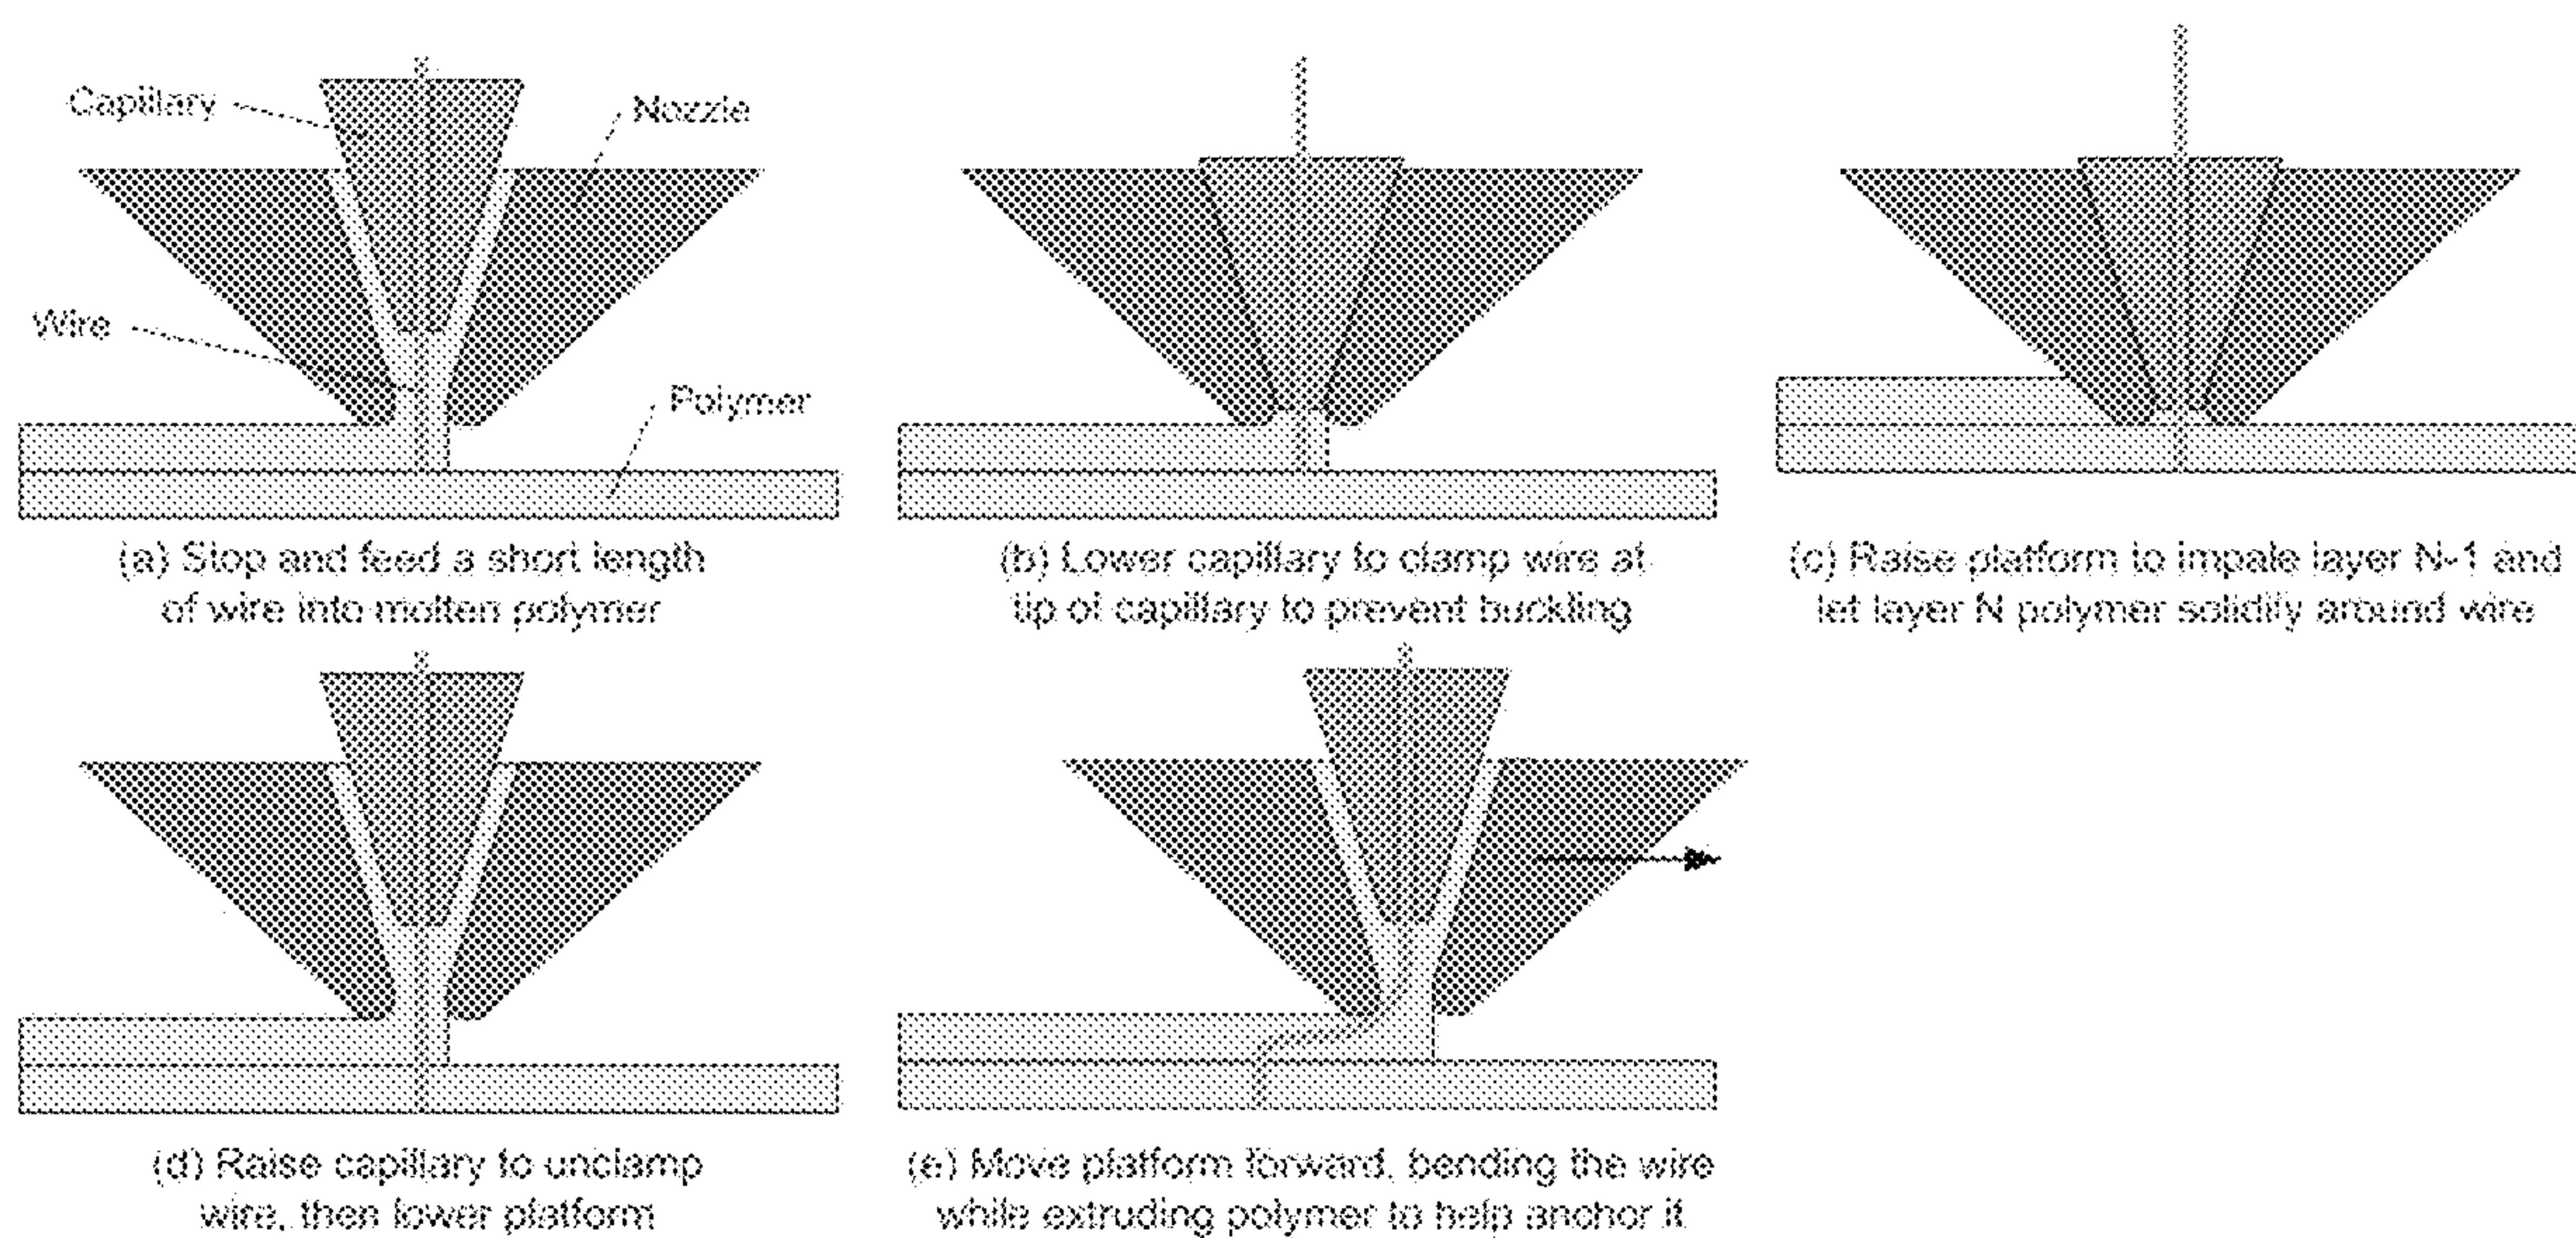 Capillary
Nozzle
Wire
Polymer
(a) Stop and feed a short length
of wire into molten polymer
(b) Lower capillary to clamp wire at
tip of capillary to prevent buckling
(c) Raise platform to impale layer N-1 and
let layer N polymer solidify around wire
(d) Raise capillary to unclamp
wire, then lower platform
(e) Move platform forward, bending the wire
while extruding polymer to help anchor it